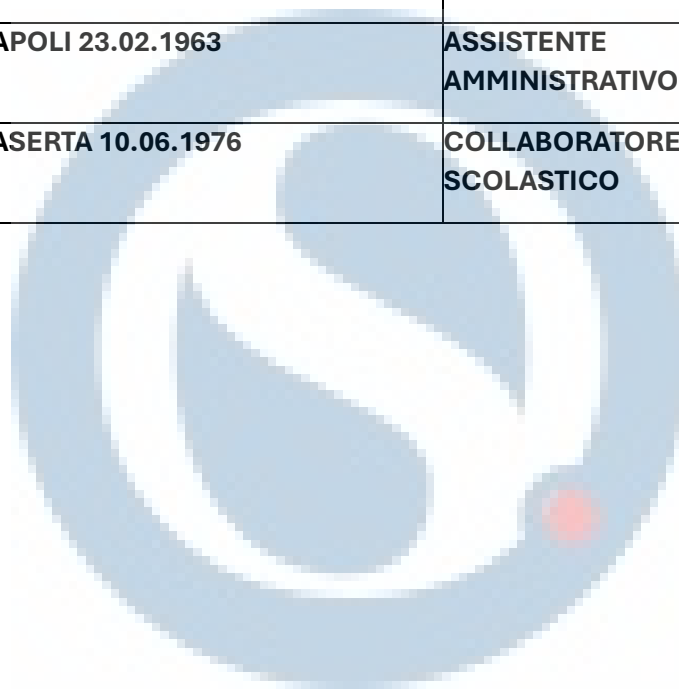 APOLI 23.02.1963
ASSISTENTE
AMMINISTRATIVO
ASERTA 10.06.1976
COLLABORATORE
SCOLASTICO